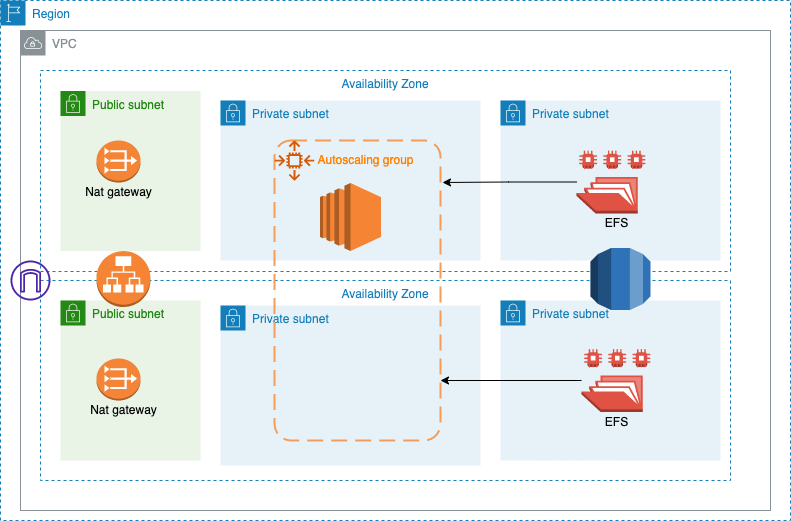 Region
VPC
Availability Zone
Public subnet
Private subnet
Private subnet
Autoscaling group
Nat gateway
EFS
Availability Zone
Public subnet
Private subnet
Private subnet
Nat gateway
EFS